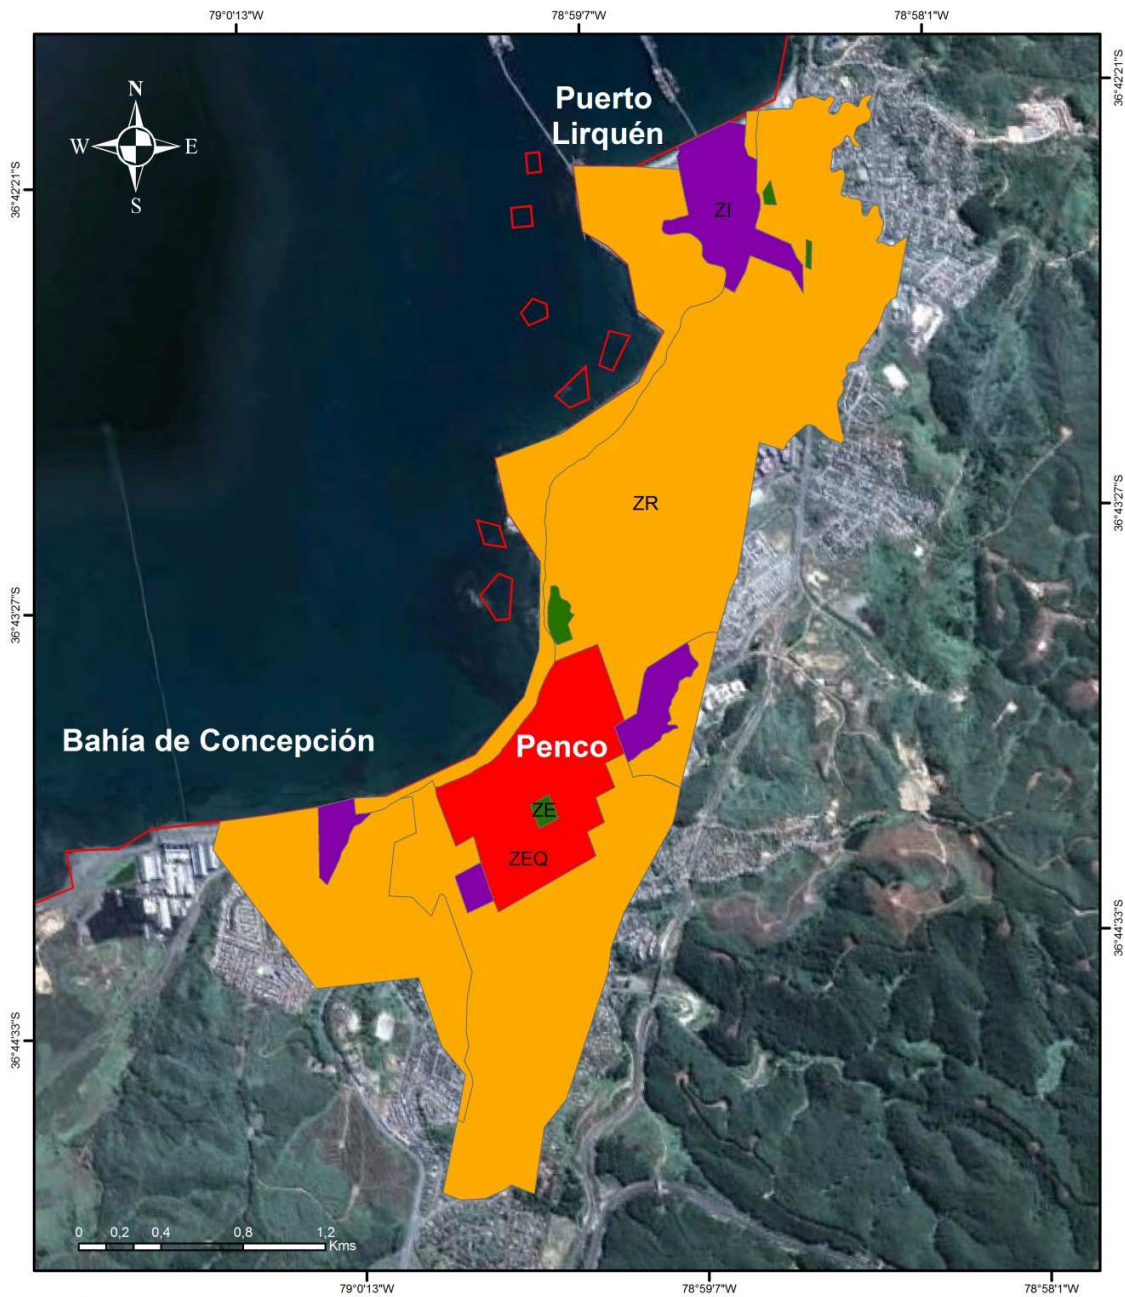 79°0'13"W
78°59'7"W
78°58'1"W
36°42'21"S
36°42'21"S
N
W
E
S
Puerto
Lirquén
ZI
ZR
36°43'27"S
36°43'27"S
Bahía de Concepción
Penco
ZE
ZEQ
36°44'33"S
36°44'33"S
0 0,2 0,4 0,8 1,2
Kms
79°0'13"W
78°59'7"W
78°58'1"W